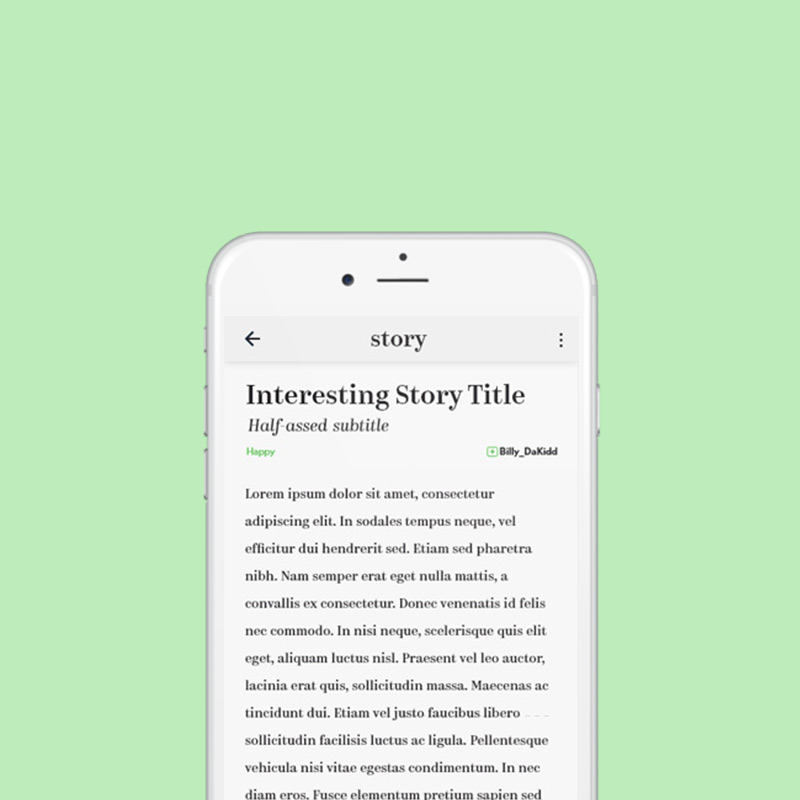 story
Interesting Story Title
Half-assed subtitle
Happy
Billy_DaKidd
Lorem ipsum dolor sit amet, consectetur
adipiscing elit. In sodales tempus neque, vel
efficitur dui hendrerit sed. Etiam sed pharetra
nibh. Nam semper erat eget nulla mattis, a
convallis ex consectetur. Donec venenatis id felis
nec commodo. In nisi neque, scelerisque quis elit
eget, aliquam luctus nisl. Praesent vel leo auctor,
lacinia erat quis, sollicitudin massa. Maecenas ac
tincidunt dui. Etiam vel justo faucibus libero
sollicitudin facilisis luctus ac ligula. Pellentesque
vehicula nisi vitae egestas condimentum. In nec
diam eros. Fusce elementum pretium sapien sed